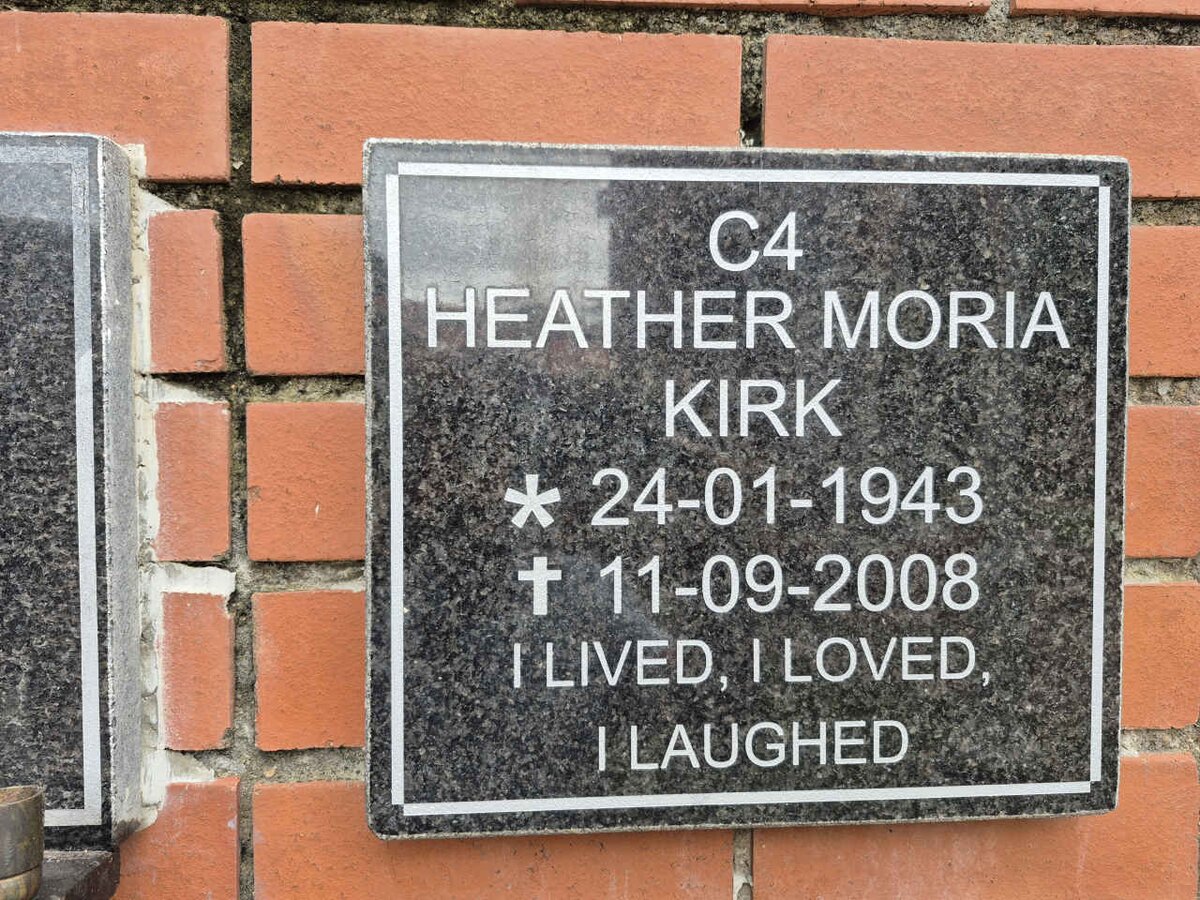 C4
HEATHER MORIA
KIRK
* 24-01-1943
✝ 11-09-2008
I LIVED, I LOVED,
I LAUGHED